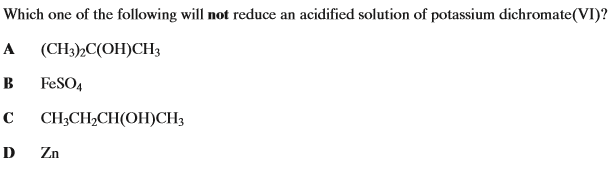 Which one of the following will not reduce an acidified solution of potassium dichromate(VI)?
A (CH3)2C(OH)CH3
B FeSO4
C CH3CH2CH(OH)CH3
D Zn